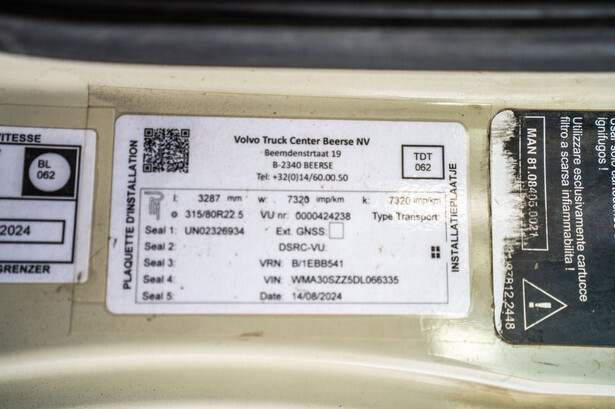 VITESSE
BL
062
2024
GRENZER
PLAQUETTE D'INSTALLATION
Volvo Truck Center Beerse NV
Beemdenstrtaat 19
B-2340 BEERSE
Tel: +32(0)14/60.00.50
TDT
062
l: 3287 mm w: 7320 imp/km k: 7320 imp/km
315/80R22.5 VU nr: 0000424238 Type Transport:
Seal 1: UN02326934 Ext. GNSS:
Seal 2: DSRC-VU:
Seal 3: VRN: B/1EBB541
Seal 4: VIN: WMA30SZZ5DL066335
Seal 5: Date: 14/08/2024
INSTALLATIEPLAATJE
MAN 81.08405.0021
Utilizzare esclusivamente cartucce
filtro a scarsa infiammabilita !
ignifugos !